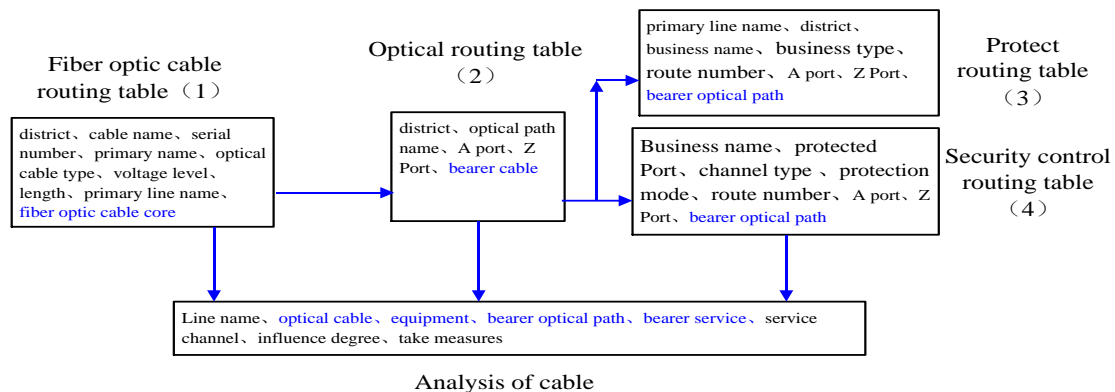 Fiber optic cable
routing table（1）
district、cable name、serial
number、primary name、optical
cable type、voltage level、
length、primary line name、
fiber optic cable core
Optical routing table
（2）
district、optical path
name、A port、Z
Port、bearer cable
primary line name、district、
business name、business type、
route number、A port、Z Port、
bearer optical path
Protect
routing table
（3）
Business name、protected
Port、channel type 、protection
mode、route number、A port、Z
Port、bearer optical path
Security control
routing table
（4）
Line name、optical cable、equipment、bearer optical path、bearer service、service
channel、influence degree、take measures
Analysis of cable